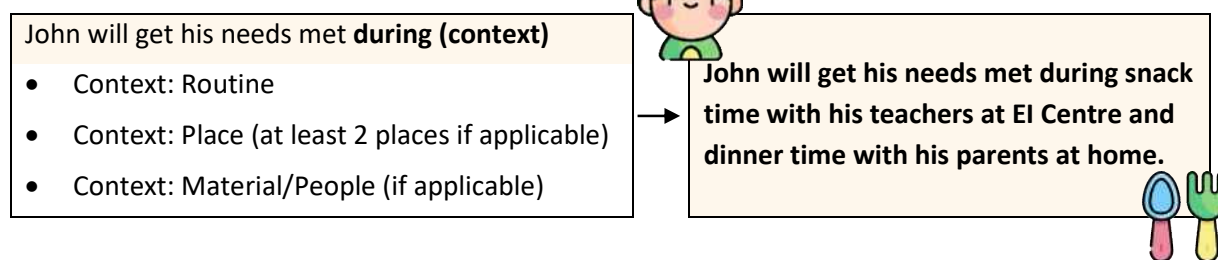 John will get his needs met during (context)
• Context: Routine
• Context: Place (at least 2 places if applicable)
• Context: Material/People (if applicable)
John will get his needs met during snack
time with his teachers at EI Centre and
dinner time with his parents at home.